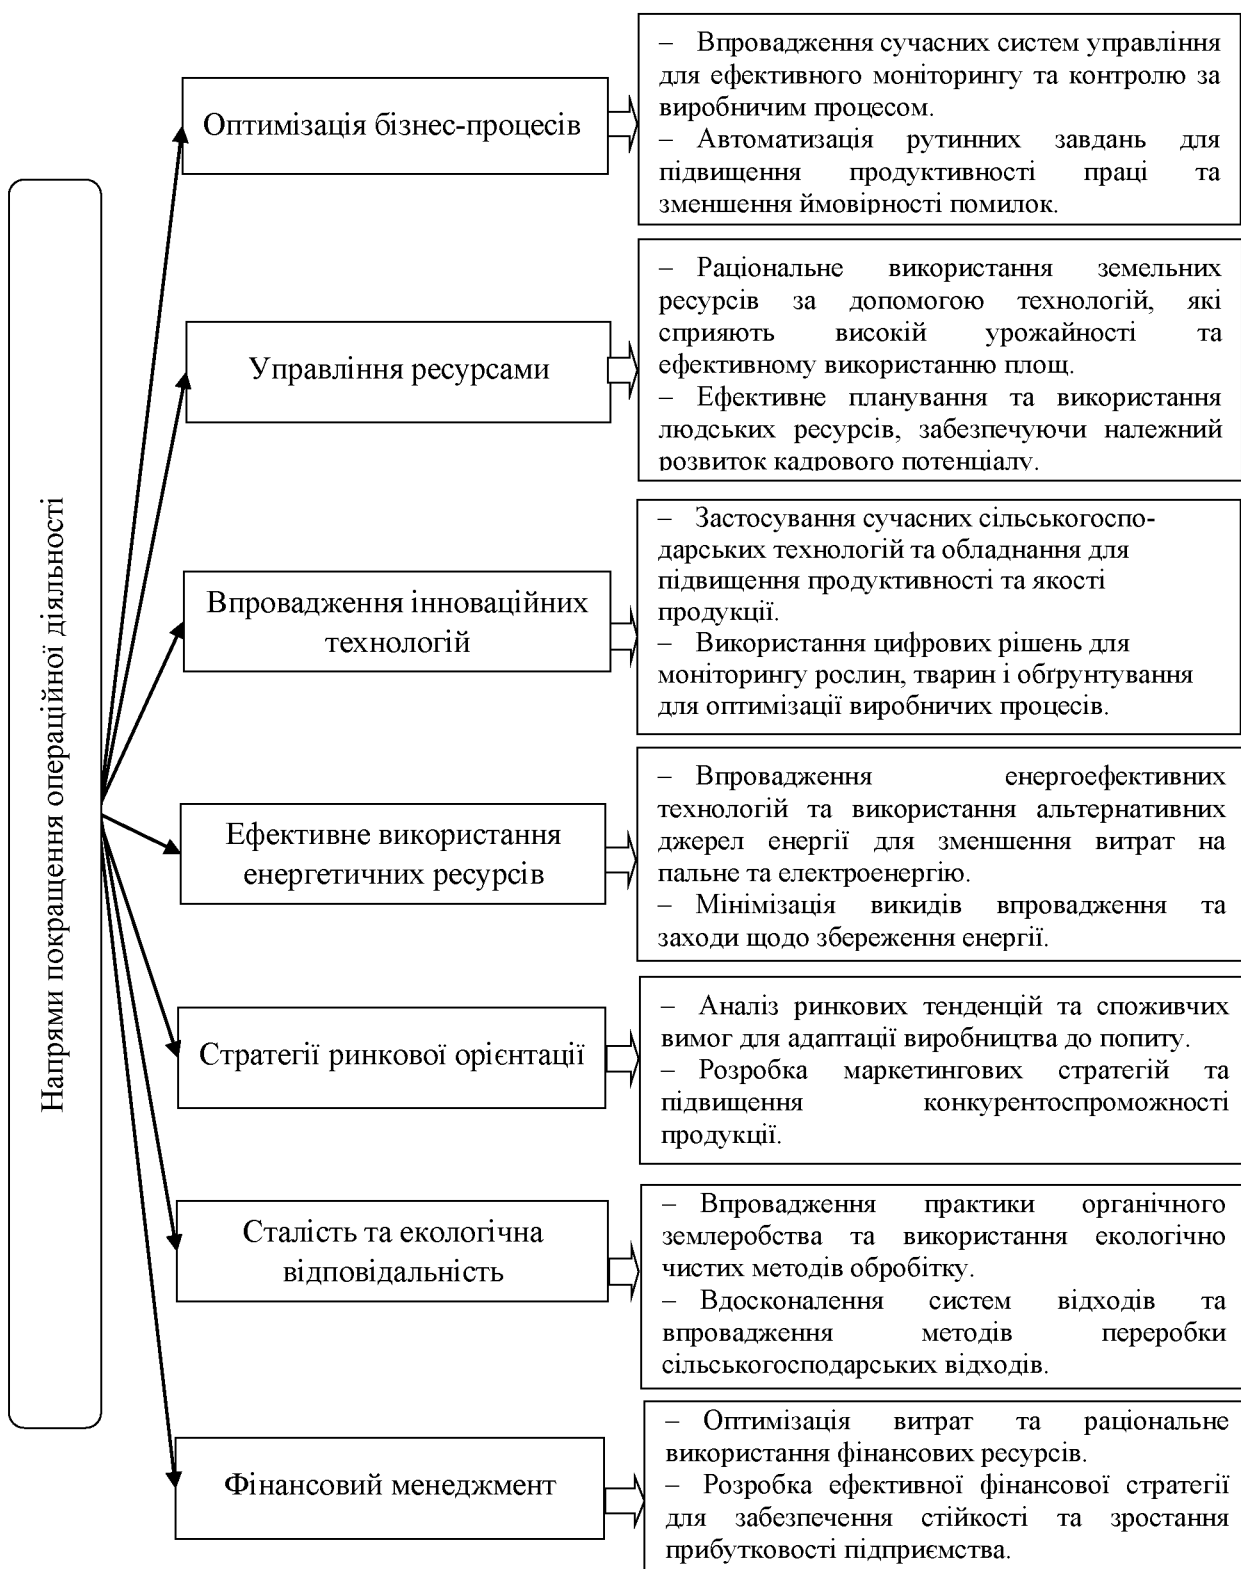 Напрями покращення операційної діяльності
Оптимізація бізнес-процесів
– Впровадження сучасних систем управління
для ефективного моніторингу та контролю за
виробничим процесом.
– Автоматизація рутинних завдань для
підвищення продуктивності праці та
зменшення ймовірності помилок.
Управління ресурсами
– Раціональне використання земельних
ресурсів за допомогою технологій, які
сприяють високій урожайності та
ефективному використанню площ.
– Ефективне планування та використання
людських ресурсів, забезпечуючи належний
розвиток кадрового потенціалу.
Впровадження інноваційних
технологій
– Застосування сучасних сільськогоспо-
дарських технологій та обладнання для
підвищення продуктивності та якості
продукції.
– Використання цифрових рішень для
моніторингу рослин, тварин і обґрунтування
для оптимізації виробничих процесів.
Ефективне використання
енергетичних ресурсів
– Впровадження енергоефективних
технологій та використання альтернативних
джерел енергії для зменшення витрат на
пальне та електроенергію.
– Мінімізація викидів впровадження та
заходи щодо збереження енергії.
Стратегії ринкової орієнтації
– Аналіз ринкових тенденцій та споживчих
вимог для адаптації виробництва до попиту.
– Розробка маркетингових стратегій та
підвищення конкурентоспроможності
продукції.
Сталість та екологічна
відповідальність
– Впровадження практики органічного
землеробства та використання екологічно
чистих методів обробітку.
– Вдосконалення систем відходів та
впровадження методів переробки
сільськогосподарських відходів.
Фінансовий менеджмент
– Оптимізація витрат та раціональне
використання фінансових ресурсів.
– Розробка ефективної фінансової стратегії
для забезпечення стійкості та зростання
прибутковості підприємства.